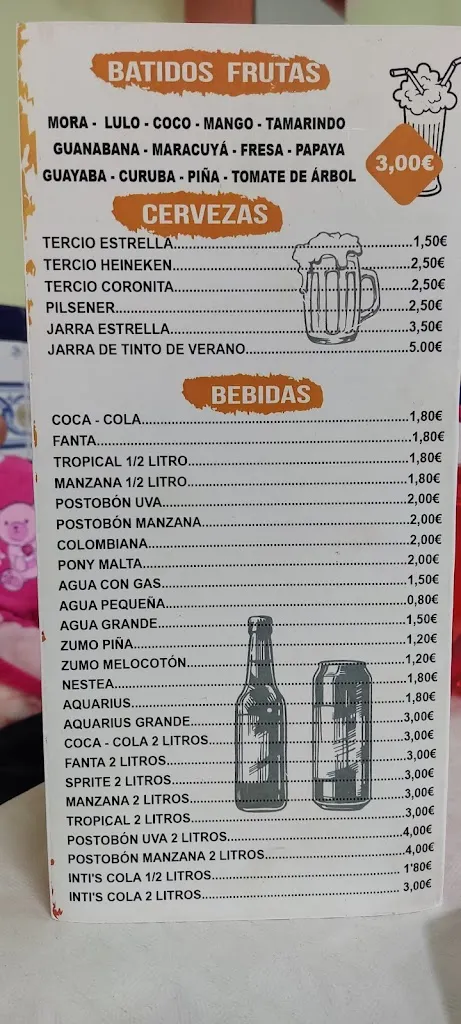 BATIDOS FRUTAS
MORA - LULO - COCO - MANGO - TAMARINDO
GUANABANA - MARACUYÁ - FRESA - PAPAYA
GUAYABA - CURUBA - PIÑA - TOMATE DE ÁRBOL
3,00€
CERVEZAS
TERCIO ESTRELLA 1,50€
TERCIO HEINEKEN 2,50€
TERCIO CORONITA 2,50€
PILSENER 2,50€
JARRA ESTRELLA 3,50€
JARRA DE TINTO DE VERANO 5.00€
BEBIDAS
COCA - COLA 1,80€
FANTA 1,80€
TROPICAL 1/2 LITRO 1,80€
MANZANA 1/2 LITRO 1,80€
POSTOBÓN UVA 2,00€
POSTOBÓN MANZANA 2,00€
COLOMBIANA 2,00€
PONY MALTA 2,00€
AGUA CON GAS 1,50€
AGUA PEQUEÑA 0,80€
AGUA GRANDE 1,50€
ZUMO PIÑA 1,20€
ZUMO MELOCOTÓN 1,20€
NESTEA 1,80€
AQUARIUS 1,80€
AQUARIUS GRANDE 3,00€
COCA - COLA 2 LITROS 3,00€
FANTA 2 LITROS 3,00€
SPRITE 2 LITROS 3,00€
MANZANA 2 LITROS 3,00€
TROPICAL 2 LITROS 3,00€
POSTOBÓN UVA 2 LITROS 4,00€
POSTOBÓN MANZANA 2 LITROS 4,00€
INTI'S COLA 1/2 LITROS 1'80€
INTI'S COLA 2 LITROS 3,00€